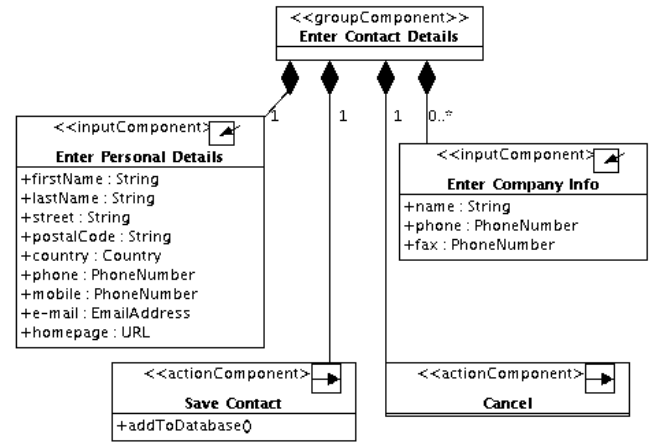 <<groupComponent>>
Enter Contact Details
1
1
1
0..*
<<inputComponent>
Enter Personal Details
+firstName : String
+lastName : String
+street : String
+postalCode : String
+country : Country
+phone : PhoneNumber
+mobile : PhoneNumber
+e-mail : EmailAddress
+homepage : URL
<<inputComponent>
Enter Company Info
+name : String
+phone : PhoneNumber
+fax : PhoneNumber
<<actionComponent>
Save Contact
+addToDatabase()
<<actionComponent>
Cancel